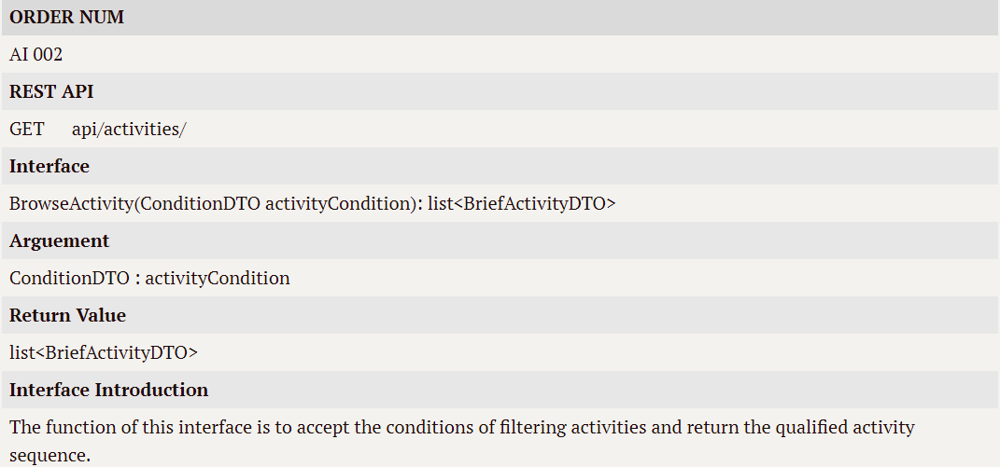 ORDER NUM
AI 002
REST API
GET api/activities/
Interface
BrowseActivity(ConditionDTO activityCondition): list<BriefActivityDTO>
Arguement
ConditionDTO : activityCondition
Return Value
list<BriefActivityDTO>
Interface Introduction
The function of this interface is to accept the conditions of filtering activities and return the qualified activity
sequence.